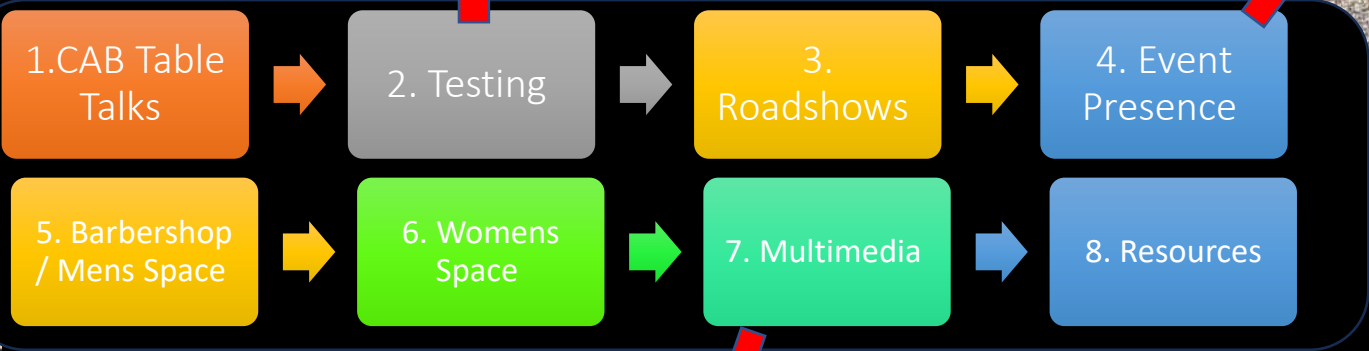 1.CAB Table
Talks
2. Testing
3.
Roadshows
4. Event
Presence
5. Barbershop
/ Mens Space
6. Womens
Space
7. Multimedia
8. Resources